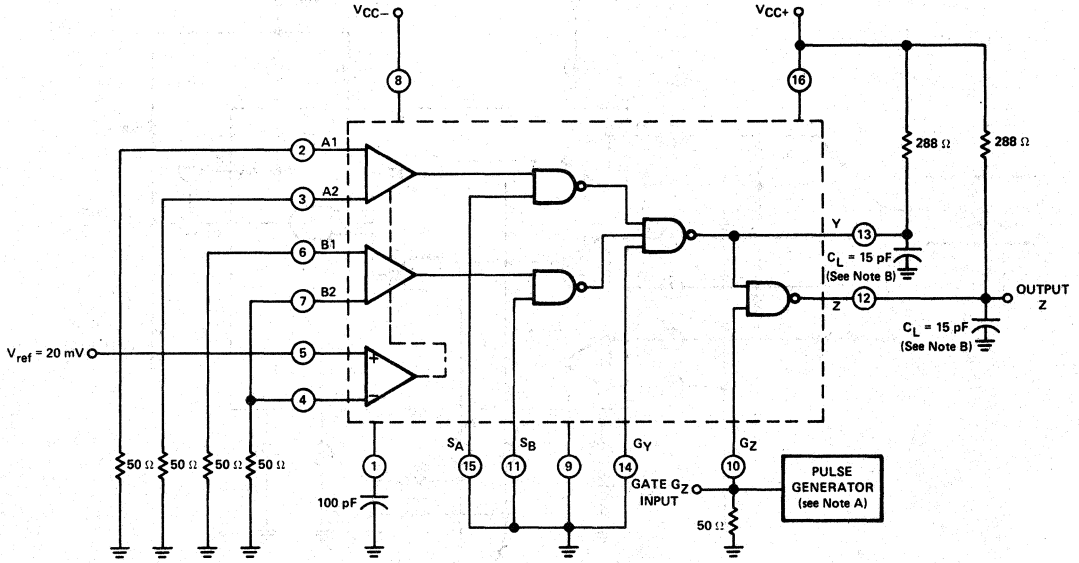 VCC–
VCC+
8
16
288 Ω
288 Ω
2
A1
3
A2
6
B1
7
B2
Y
13
CL = 15 pF
(See Note B)
Z
12
OUTPUT
Z
CL = 15 pF
(See Note B)
Vref = 20 mV
5
+
4
–
SA
SB
GY
GZ
1
15
11
9
14
10
50 Ω
50 Ω
50 Ω
50 Ω
100 pF
GATE GZ
INPUT
50 Ω
PULSE
GENERATOR
(see Note A)